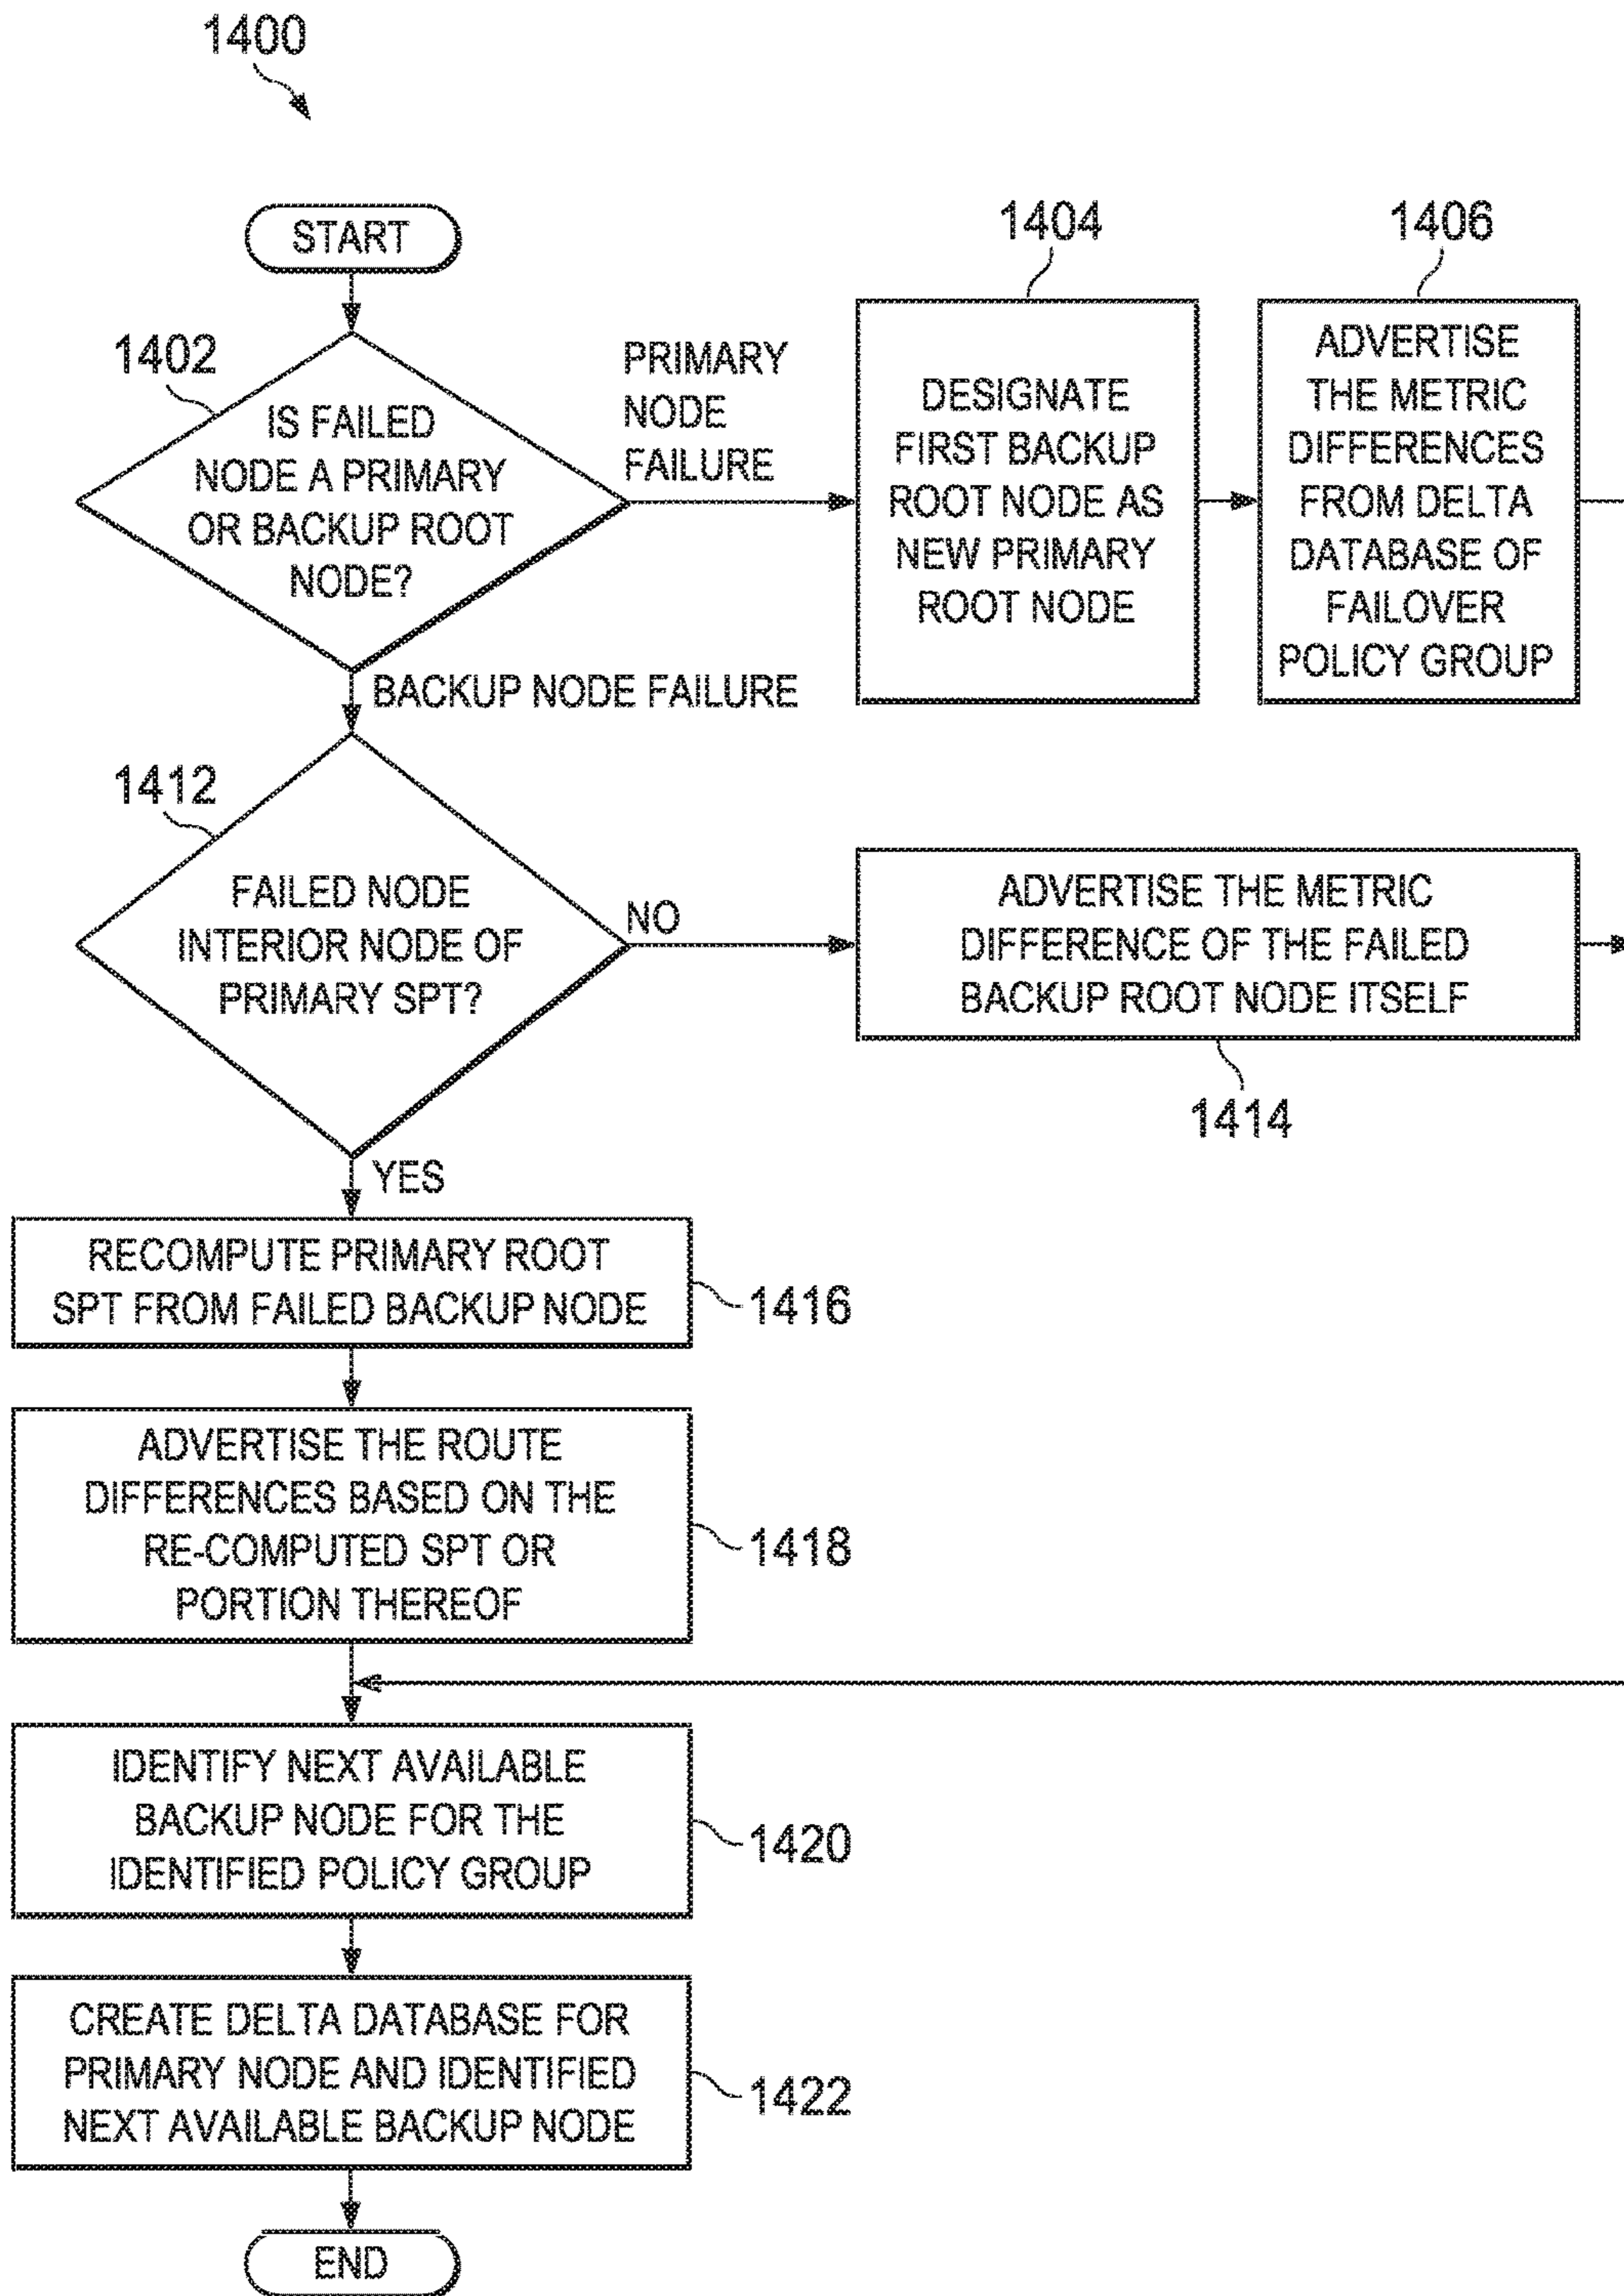 1400
START
1402
IS FAILED
NODE A PRIMARY
OR BACKUP ROOT
NODE?
PRIMARY
NODE
FAILURE
1404
DESIGNATE
FIRST BACKUP
ROOT NODE AS
NEW PRIMARY
ROOT NODE
1406
ADVERTISE
THE METRIC
DIFFERENCES
FROM DELTA
DATABASE OF
FAILOVER
POLICY GROUP
BACKUP NODE FAILURE
1412
FAILED NODE
INTERIOR NODE OF
PRIMARY SPT?
NO
ADVERTISE THE METRIC
DIFFERENCE OF THE FAILED
BACKUP ROOT NODE ITSELF
1414
YES
RECOMPUTE PRIMARY ROOT
SPT FROM FAILED BACKUP NODE
1416
ADVERTISE THE ROUTE
DIFFERENCES BASED ON THE
RE-COMPUTED SPT OR
PORTION THEREOF
1418
IDENTIFY NEXT AVAILABLE
BACKUP NODE FOR THE
IDENTIFIED POLICY GROUP
1420
CREATE DELTA DATABASE FOR
PRIMARY NODE AND IDENTIFIED
NEXT AVAILABLE BACKUP NODE
1422
END